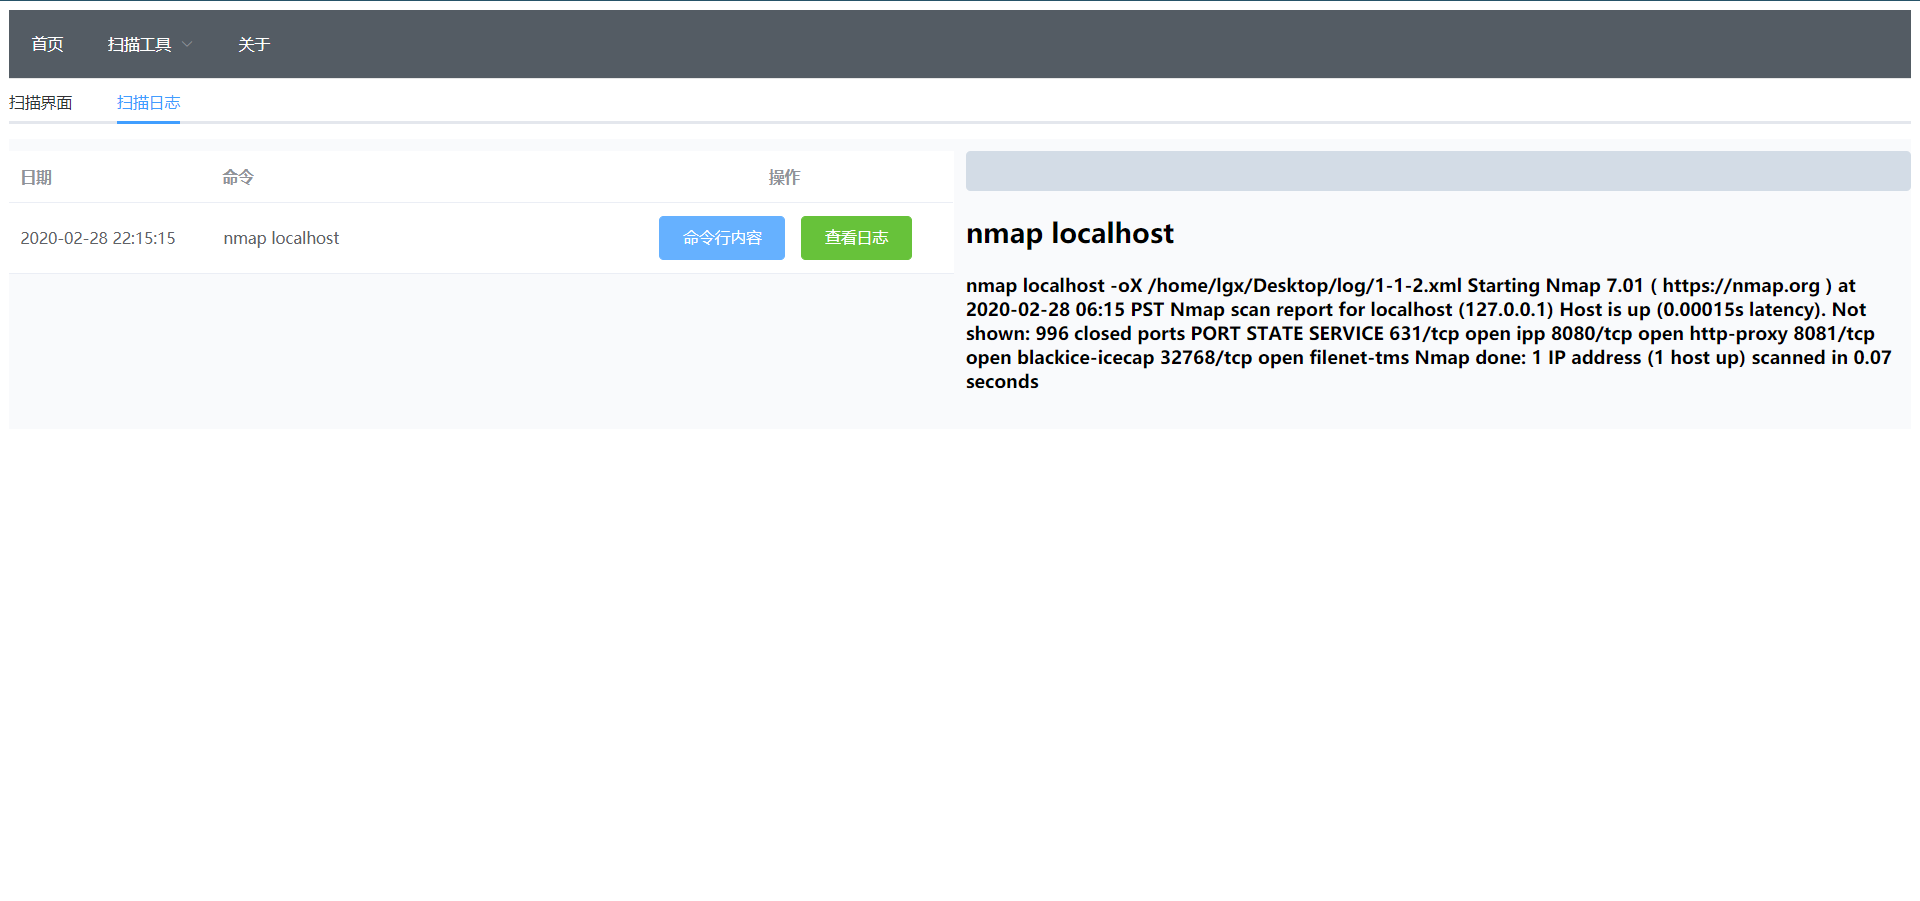 首页 扫描工具 关于
扫描界面 扫描日志
日期 命令 操作
2020-02-28 22:15:15 nmap localhost 命令行内容 查看日志
nmap localhost
nmap localhost -oX /home/lgx/Desktop/log/1-1-2.xml Starting Nmap 7.01 ( https://nmap.org ) at
2020-02-28 06:15 PST Nmap scan report for localhost (127.0.0.1) Host is up (0.00015s latency). Not
shown: 996 closed ports PORT STATE SERVICE 631/tcp open ipp 8080/tcp open http-proxy 8081/tcp
open blackice-icecap 32768/tcp open filenet-tms Nmap done: 1 IP address (1 host up) scanned in 0.07
seconds